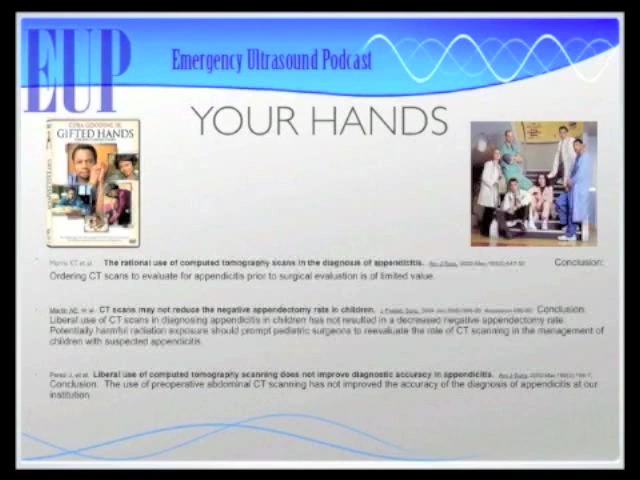 EUP
Emergency Ultrasound Podcast
YOUR HANDS
CUBA GOODING, JR.
GIFTED HANDS
The rational use of computed tomography scans in the diagnosis of appendicitis. Conclusion:
Ordering CT scans to evaluate for appendicitis prior to surgical evaluation is of limited value.
CT scans may not reduce the negative appendectomy rate in children. Conclusion:
Liberal use of CT scans in diagnosing appendicitis in children has not resulted in a decreased negative appendectomy rate.
Potentially harmful radiation exposure should prompt pediatric surgeons to reevaluate the role of CT scanning in the management of
children with suspected appendicitis.
Perez J, et al. Liberal use of computed tomography scanning does not improve diagnostic accuracy in appendicitis.
Conclusion: The use of preoperative abdominal CT scanning has not improved the accuracy of the diagnosis of appendicitis at our
institution.